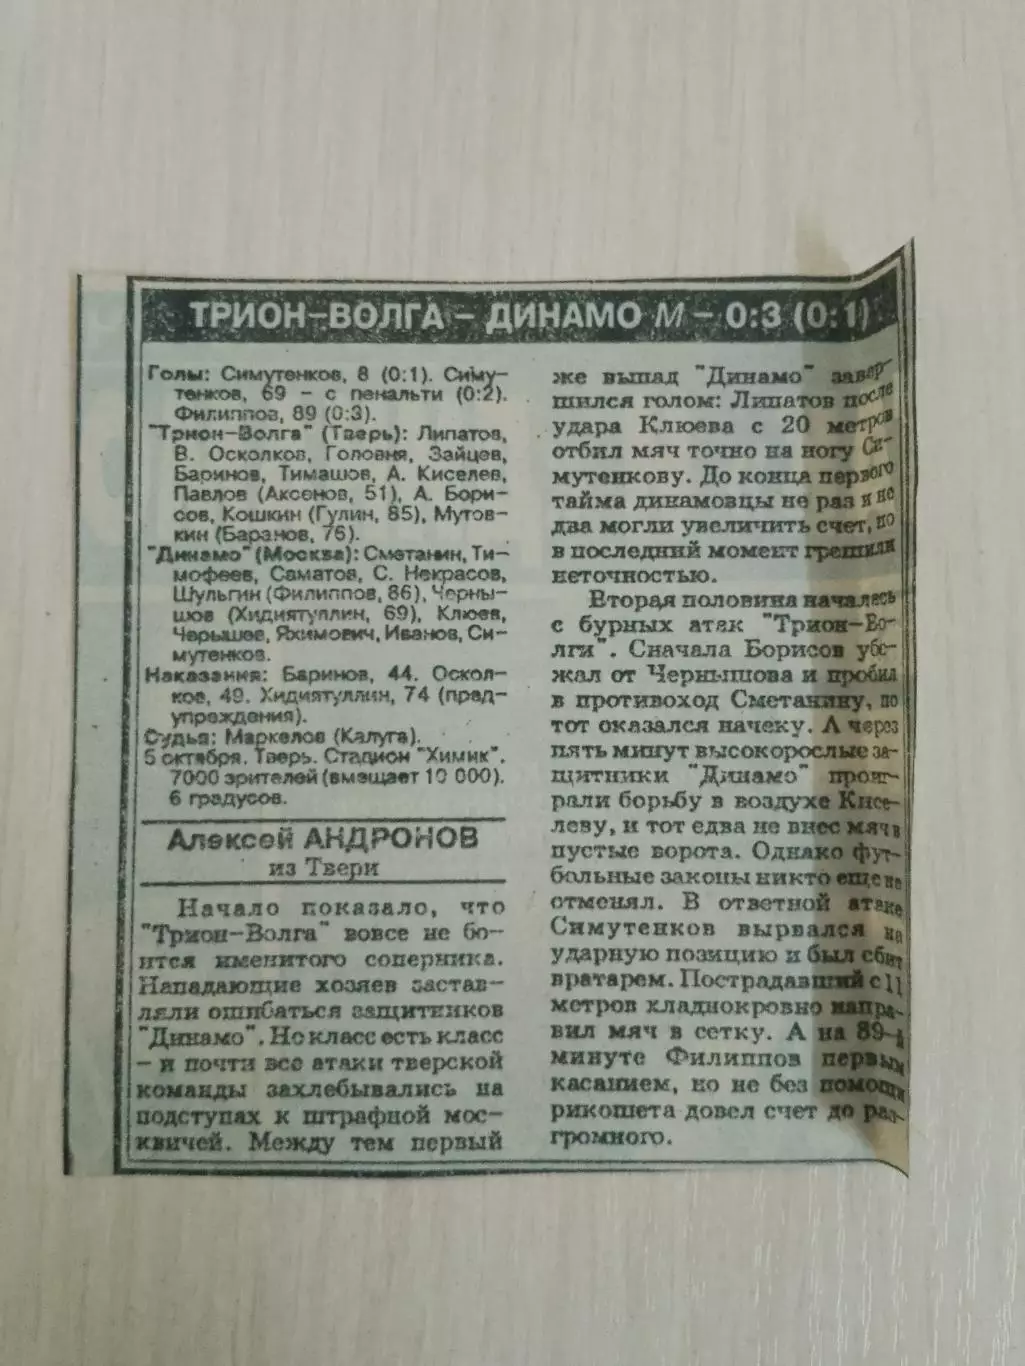 ТРИОН-ВОЛГА - ДИНАМО М - 0:3 (0:1)
Голы: Симутенков, 8 (0:1). Симу-
тенков, 69 - с пенальти (0:2).
Филиппов, 89 (0:3).
"Трион-Волга" (Тверь): Липатов,
В. Осколков, Головня, Зайцев,
Баринов, Тимашов, А. Киселев,
Павлов (Аксенов, 51), А. Бори-
сов, Кошкин (Гулин, 85), Мутов-
кин (Баранов, 76).
"Динамо" (Москва): Сметанин, Ти-
мофеев, Саматов, С. Некрасов,
Шульгин (Филиппов, 86), Черны-
шов (Хидиятуллин, 69), Клюев,
Черышев, Яхимович, Иванов, Си-
мутенков.
Наказания: Баринов, 44. Оскол-
ков, 49. Хидиятуллин, 74 (пред-
упреждения).
Судья: Маркелов (Калуга).
5 октября. Тверь. Стадион "Химик".
7000 зрителей (вмещает 10 000).
6 градусов.
Алексей АНДРОНОВ
из Твери
Начало показало, что
"Трион-Волга" вовсе не бо-
ится именитого соперника.
Нападающие хозяев застав-
ляли ошибаться защитников
"Динамо". Но класс есть класс
- и почти все атаки тверской
команды захлебывались на
подступах к штрафной мос-
квичей. Между тем первый
же выпад "Динамо" завер-
шился голом: Липатов после
удара Клюева с 20 метров
отбил мяч точно на ногу Си-
мутенкову. До конца первого
тайма динамовцы не раз и не
два могли увеличить счет, но
в последний момент грешили
неточностью.
Вторая половина началась
с бурных атак "Трион-Во-
лги". Сначала Борисов убе-
жал от Чернышова и пробил
в противоход Сметанину, но
тот оказался начеку. А через
пять минут высокорослые за-
щитники "Динамо" проиг-
рали борьбу в воздухе Кисе-
леву, и тот едва не внес мяч в
пустые ворота. Однако фут-
больные законы никто еще не
отменял. В ответной атаке
Симутенков вырвался на
ударную позицию и был сбит
вратарем. Пострадавший с 11
метров хладнокровно напра-
вил мяч в сетку. А на 89-й
минуте Филиппов первым
касанием, но не без помощи
рикошета довел счет до раз-
громного.